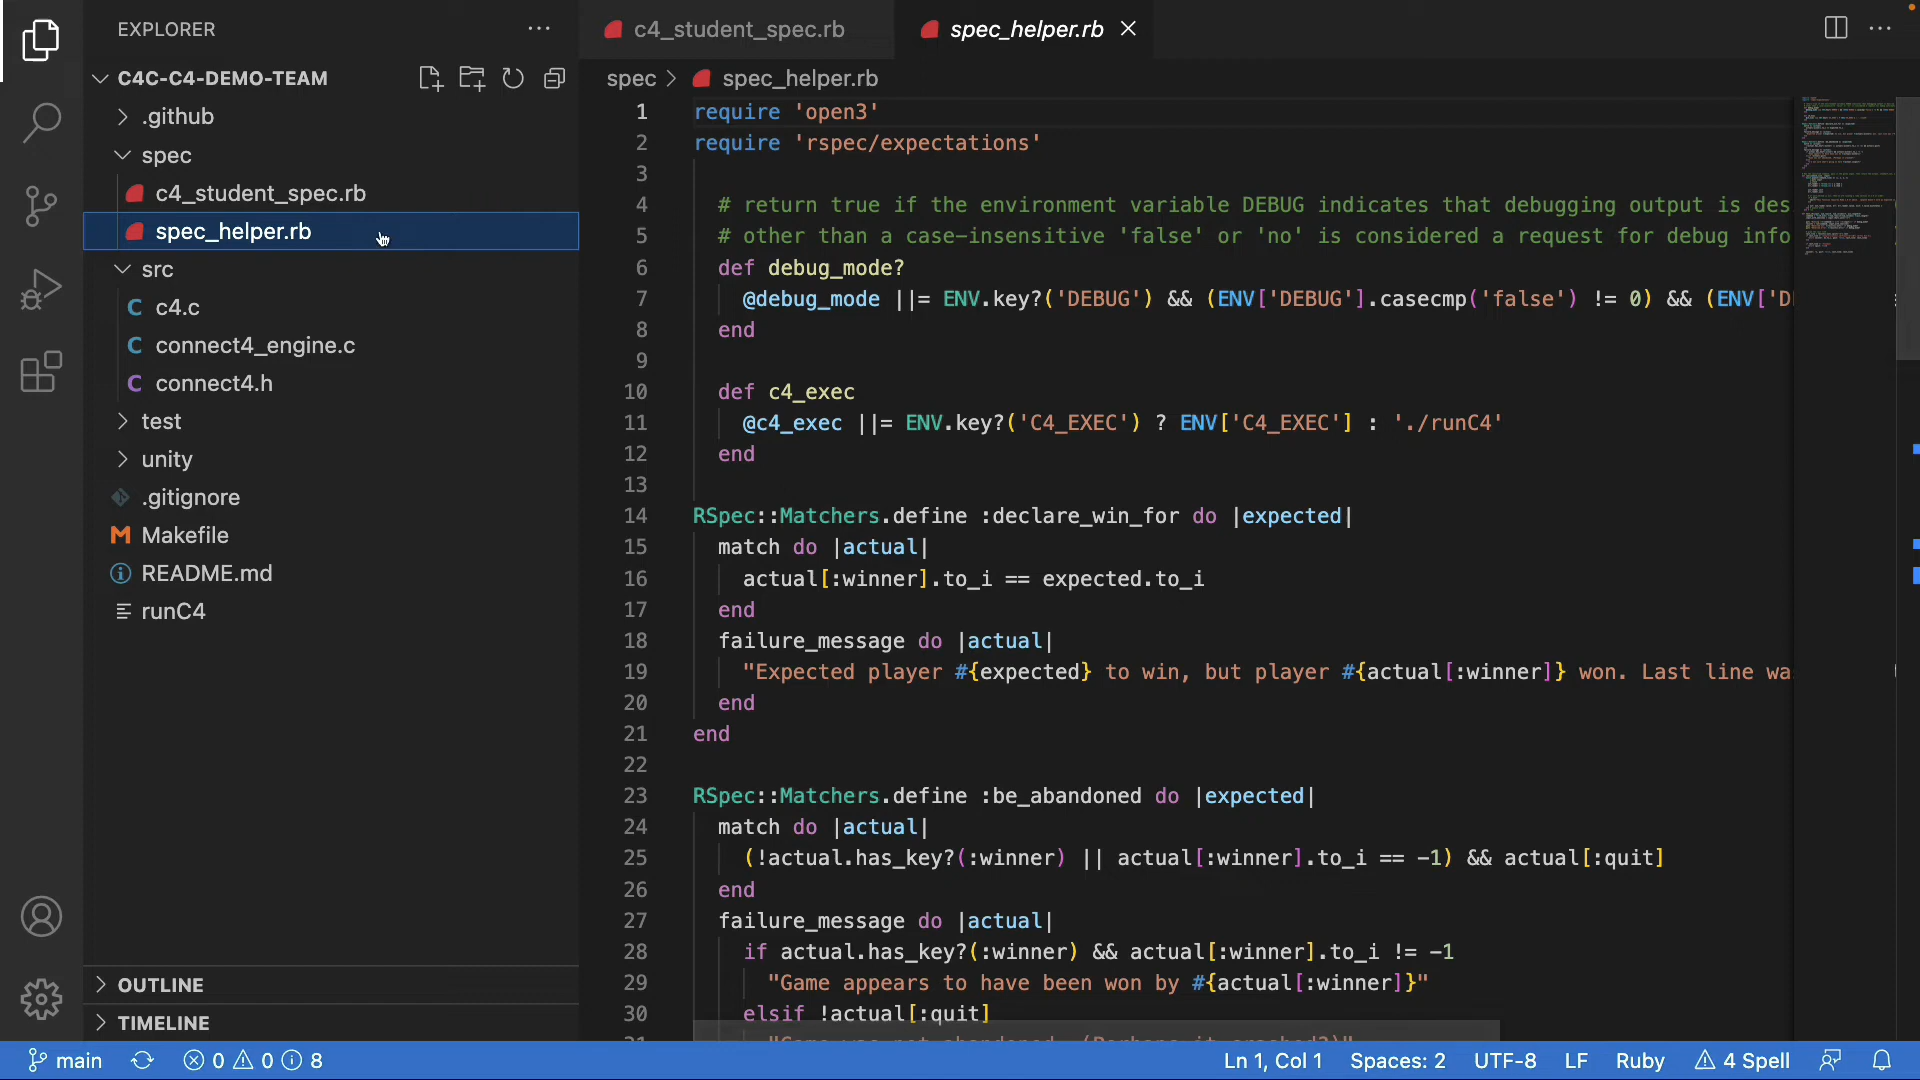 EXPLORER
C4C-C4-DEMO-TEAM
.github
spec
c4_student_spec.rb
spec_helper.rb
src
C c4.c
C connect4_engine.c
C connect4.h
test
unity
.gitignore
M Makefile
README.md
runC4
OUTLINE
TIMELINE
c4_student_spec.rb
spec_helper.rb
spec > spec_helper.rb
1 require 'open3'
2 require 'rspec/expectations'
3
4 # return true if the environment variable DEBUG indicates that debugging output is des
5 # other than a case-insensitive 'false' or 'no' is considered a request for debug info
6 def debug_mode?
7 @debug_mode ||= ENV.key?('DEBUG') && (ENV['DEBUG'].casecmp('false') != 0) && (ENV['D
8 end
9
10 def c4_exec
11 @c4_exec ||= ENV.key?('C4_EXEC') ? ENV['C4_EXEC'] : './runC4'
12 end
13
14 RSpec::Matchers.define :declare_win_for do |expected|
15 match do |actual|
16 actual[:winner].to_i == expected.to_i
17 end
18 failure_message do |actual|
19 "Expected player #{expected} to win, but player #{actual[:winner]} won. Last line wa
20 end
21 end
22
23 RSpec::Matchers.define :be_abandoned do |expected|
24 match do |actual|
25 (!actual.has_key?(:winner) || actual[:winner].to_i == -1) && actual[:quit]
26 end
27 failure_message do |actual|
28 if actual.has_key?(:winner) && actual[:winner].to_i != -1
29 "Game appears to have been won by #{actual[:winner]}"
30 elsif !actual[:quit]
main 0 0 8 Ln 1, Col 1 Spaces: 2 UTF-8 LF Ruby 4 Spell